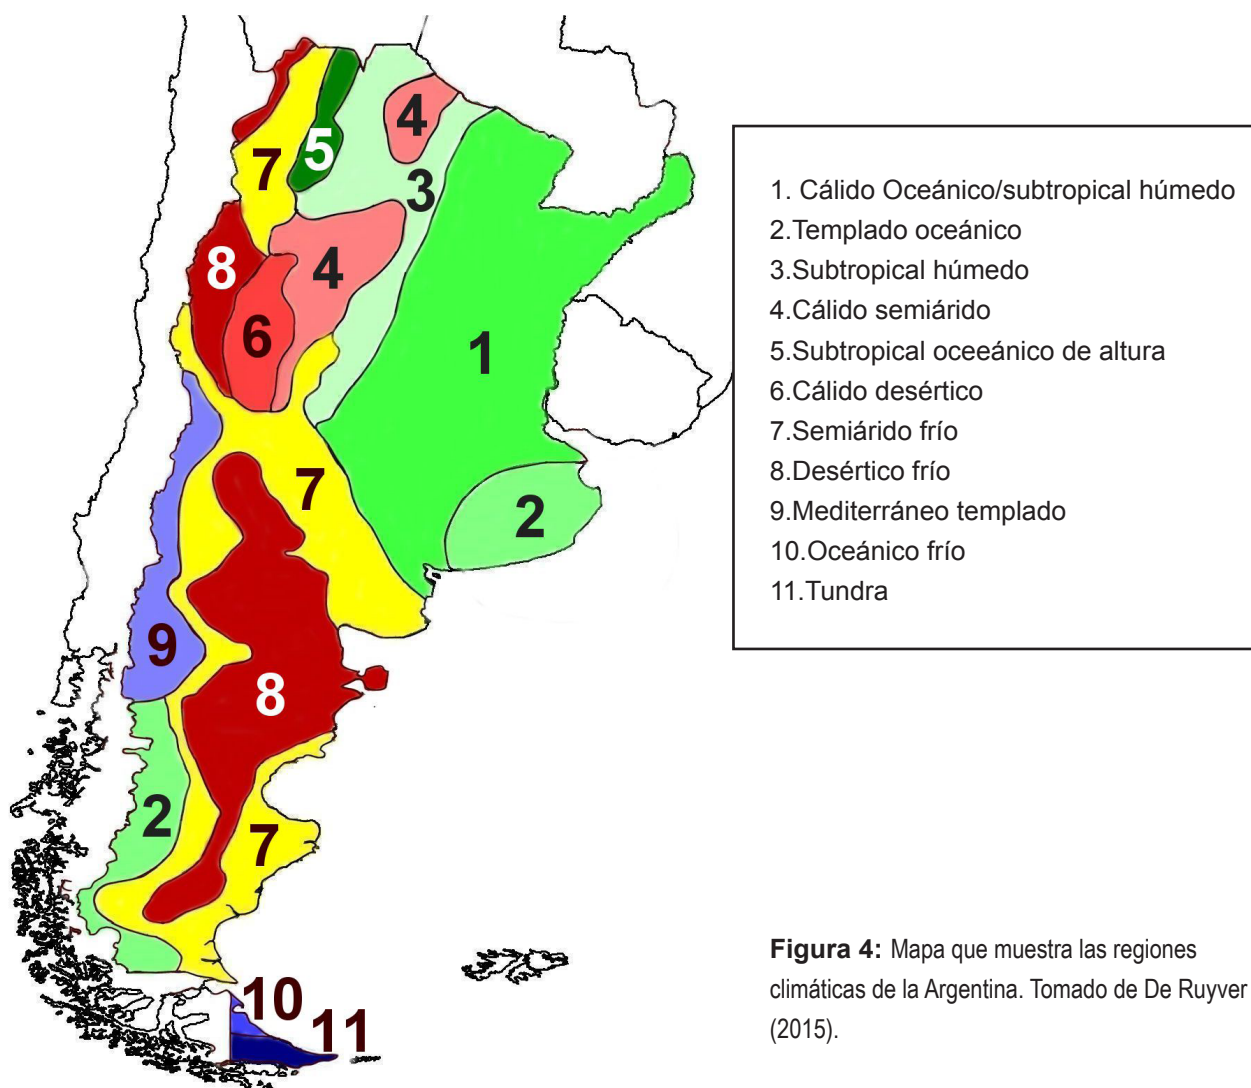 4
7
5
3
8
4
6
1
7
2
9
8
2
7
10
11
1. Cálido Oceánico/subtropical húmedo
2.Templado oceánico
3.Subtropical húmedo
4.Cálido semiárido
5.Subtropical oceeánico de altura
6.Cálido desértico
7.Semiárido frío
8.Desértico frío
9.Mediterráneo templado
10.Oceánico frío
11.Tundra
Figura 4: Mapa que muestra las regiones
climáticas de la Argentina. Tomado de De Ruyver
(2015).